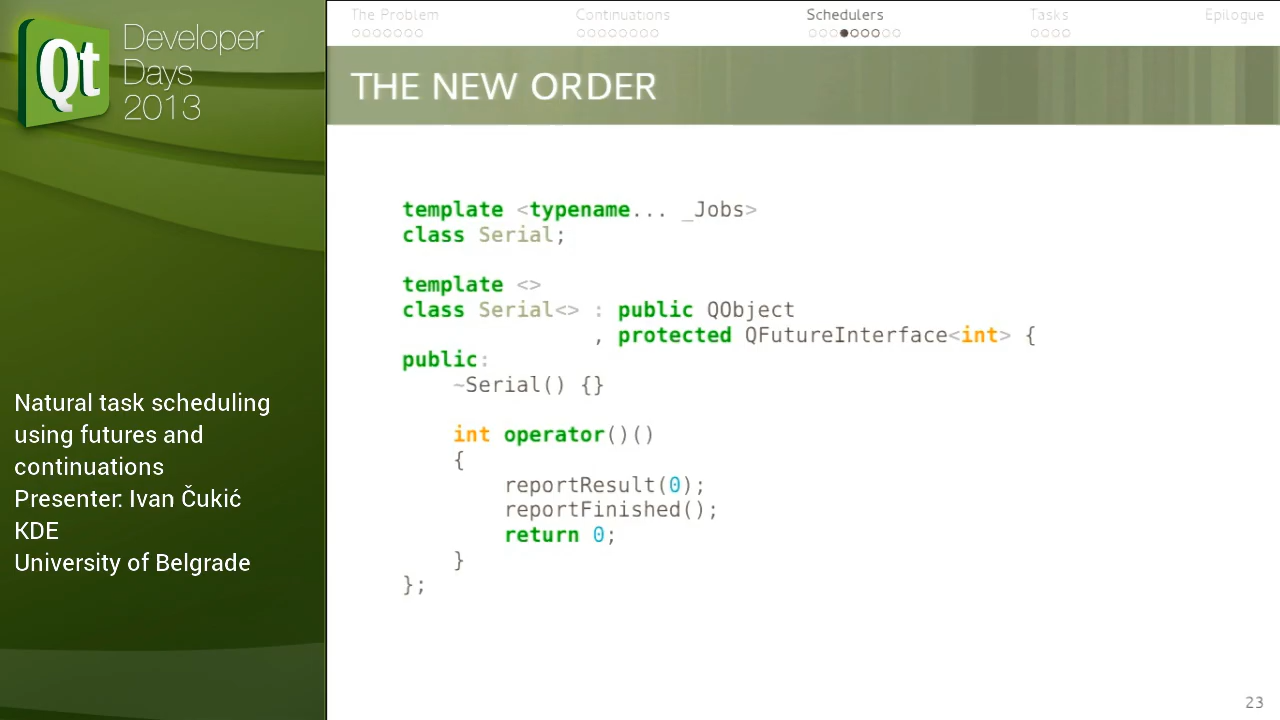 Qt
Developer
Days
2013
Natural task scheduling
using futures and
continuations
Presenter: Ivan Čukić
KDE
University of Belgrade
The Problem Continuations Schedulers Tasks Epilogue
THE NEW ORDER
template <typename... _Jobs>
class Serial;
template <>
class Serial<> : public QObject
, protected QFutureInterface<int> {
public:
~Serial() {}
int operator()()
{
reportResult(0);
reportFinished();
return 0;
}
};
23